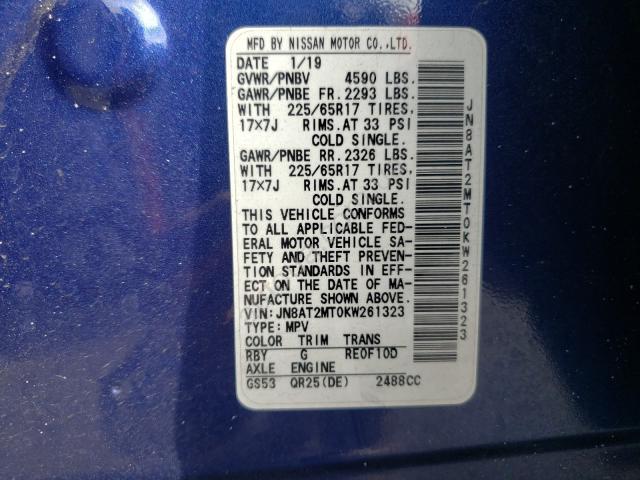 MFD BY NISSAN MOTOR CO.,LTD.
DATE 1/19
GVWR/PNBV 4590 LBS.
GAWR/PNBE FR. 2293 LBS.
WITH 225/65R17 TIRES.
17×7J RIMS. AT 33 PSI
COLD SINGLE.
GAWR/PNBE RR. 2326 LBS.
WITH 225/65R17 TIRES.
17×7J RIMS. AT 33 PSI
COLD SINGLE.
THIS VEHICLE CONFORMS
TO ALL APPLICABLE FED-
ERAL MOTOR VEHICLE SA-
FETY AND THEFT PREVEN-
TION STANDARDS IN EFF-
ECT ON THE DATE OF MA-
NUFACTURE SHOWN ABOVE.
VIN: JN8AT2MT0KW261323
TYPE: MPV
COLOR TRIM TRANS
RBY G RE0F10D
AXLE ENGINE
GS53 QR25(DE) 2488CC
JN8AT2MT0KW261323